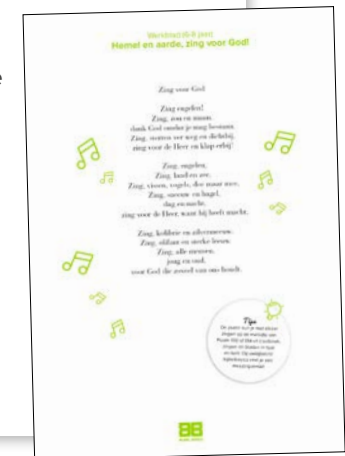 e
Werkblad (6-8 jaar)
Hemel en aarde, zing voor God!
Zing voor God
Zing engelen!
Zing, zon en maan,
dank God omdat je mag bestaan.
Zing, sterren ver weg en dichtbij,
zing voor de Heer en klap erbij!
Zing, engelen,
Zing, land en zee,
Zing, vissen, vogels, doe maar mee,
Zing, sneeuw en hagel,
dag en nacht,
zing voor de Heer, want hij heeft macht.
Zing, kolibrie en zilvermeeuw.
Zing, olifant en sterke leeuw.
Zing, alle mensen,
jong en oud,
voor God die zoveel van ons houdt.
Tip: